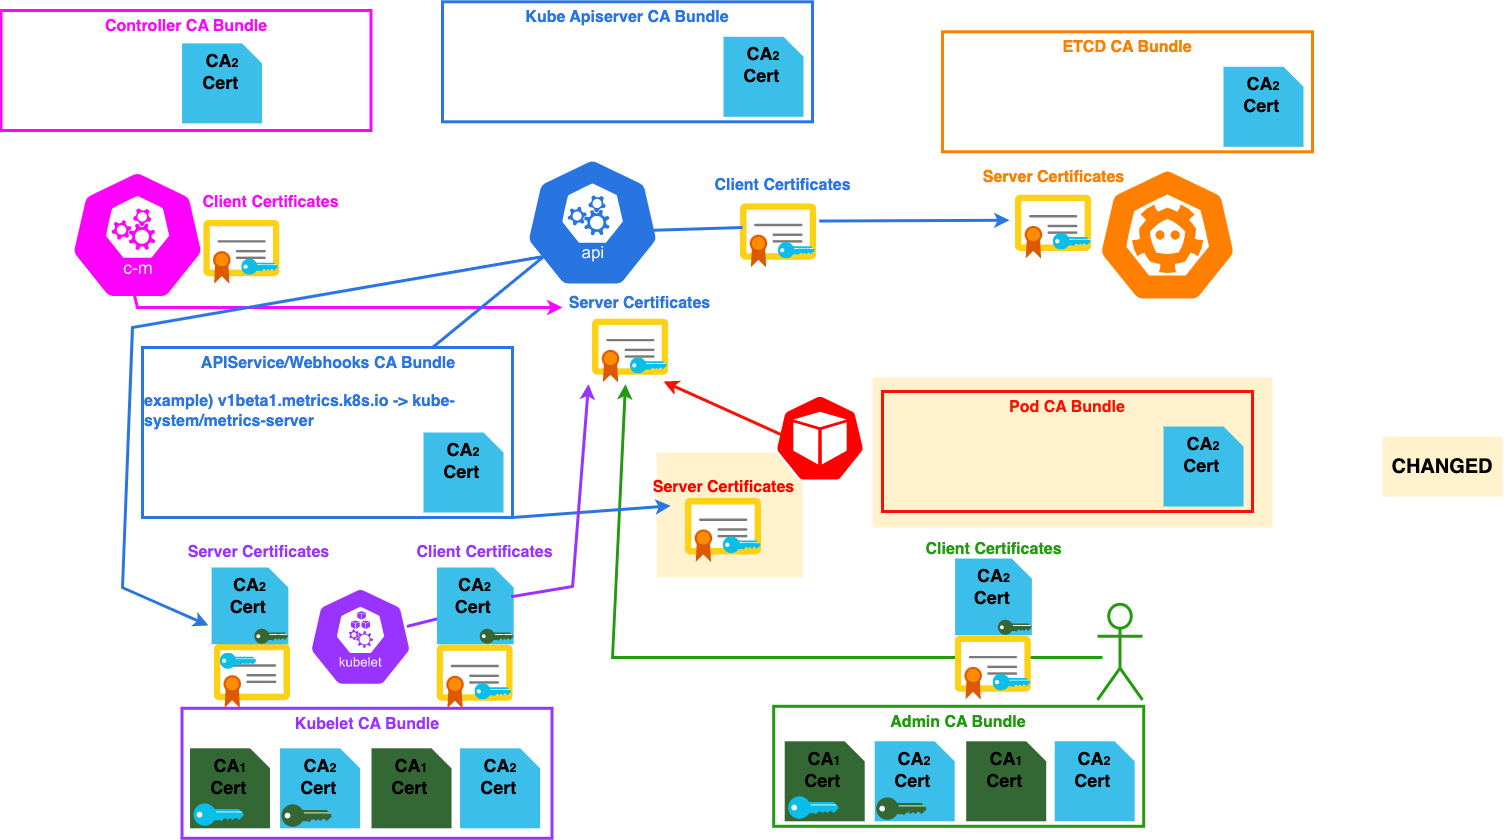 Controller CA Bundle
CA2
Cert
Kube Apiserver CA Bundle
CA2
Cert
ETCD CA Bundle
CA2
Cert
c-m
Client Certificates
api
Client Certificates
Server Certificates
Server Certificates
APIService/Webhooks CA Bundle
example) v1beta1.metrics.k8s.io -> kube-
system/metrics-server
CA2
Cert
Pod CA Bundle
CA2
Cert
CHANGED
Server Certificates
Server Certificates
CA2
Cert
kubelet
Client Certificates
CA2
Cert
Client Certificates
CA2
Cert
Kubelet CA Bundle
CA1
Cert
CA2
Cert
CA1
Cert
CA2
Cert
Admin CA Bundle
CA1
Cert
CA2
Cert
CA1
Cert
CA2
Cert